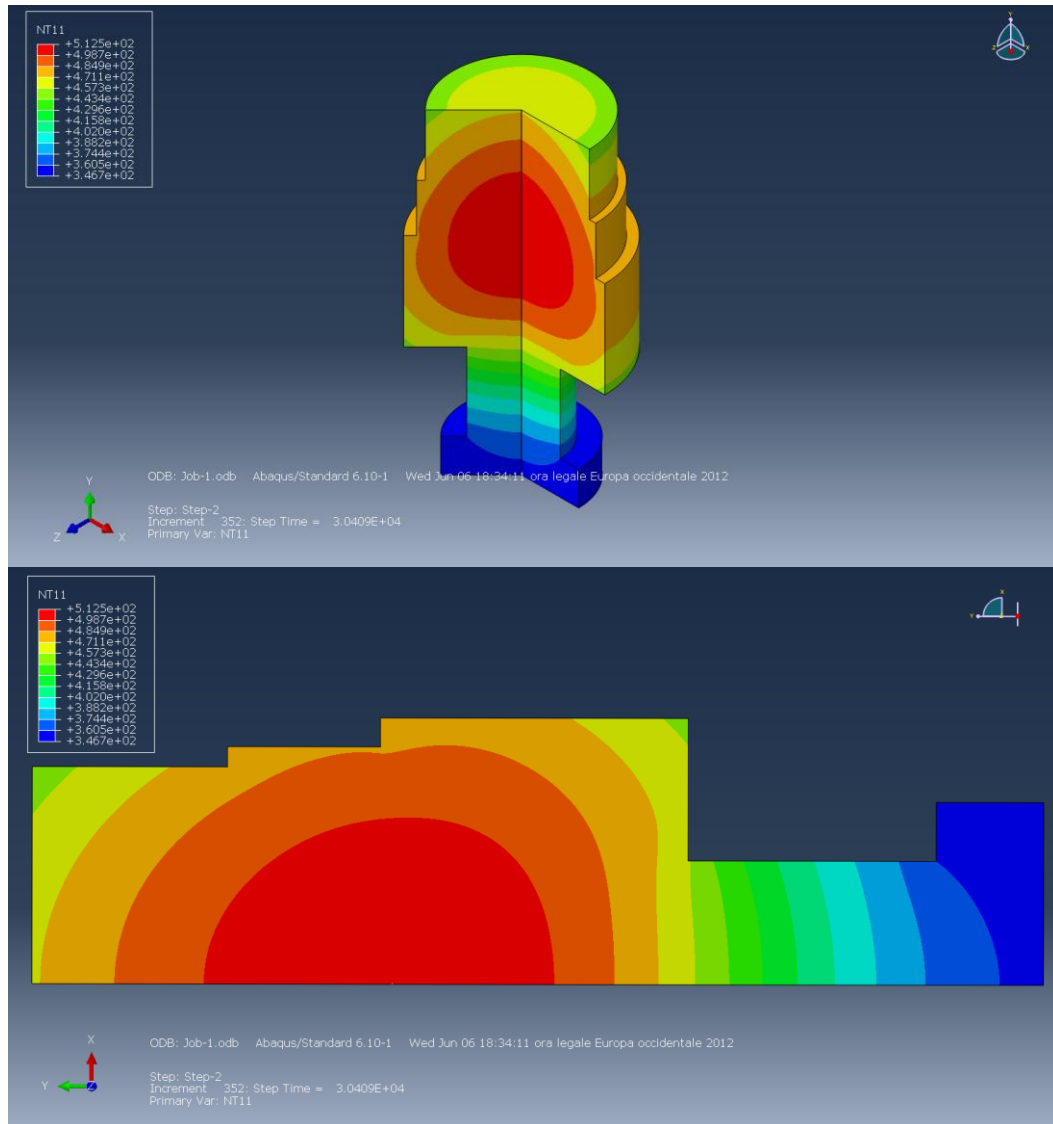 NT11
+5.125e+02
+4.987e+02
+4.849e+02
+4.711e+02
+4.573e+02
+4.434e+02
+4.296e+02
+4.158e+02
+4.020e+02
+3.882e+02
+3.744e+02
+3.605e+02
+3.467e+02
Y
Z X
Y
Z X
ODB: Job-1.odb Abaqus/Standard 6.10-1 Wed Jun 06 18:34:11 ora legale Europa occidentale 2012
Step: Step-2
Increment 352: Step Time = 3.0409E+04
Primary Var: NT11
NT11
+5.125e+02
+4.987e+02
+4.849e+02
+4.711e+02
+4.573e+02
+4.434e+02
+4.296e+02
+4.158e+02
+4.020e+02
+3.882e+02
+3.744e+02
+3.605e+02
+3.467e+02
X
Y
X
Y Z
ODB: Job-1.odb Abaqus/Standard 6.10-1 Wed Jun 06 18:34:11 ora legale Europa occidentale 2012
Step: Step-2
Increment 352: Step Time = 3.0409E+04
Primary Var: NT11